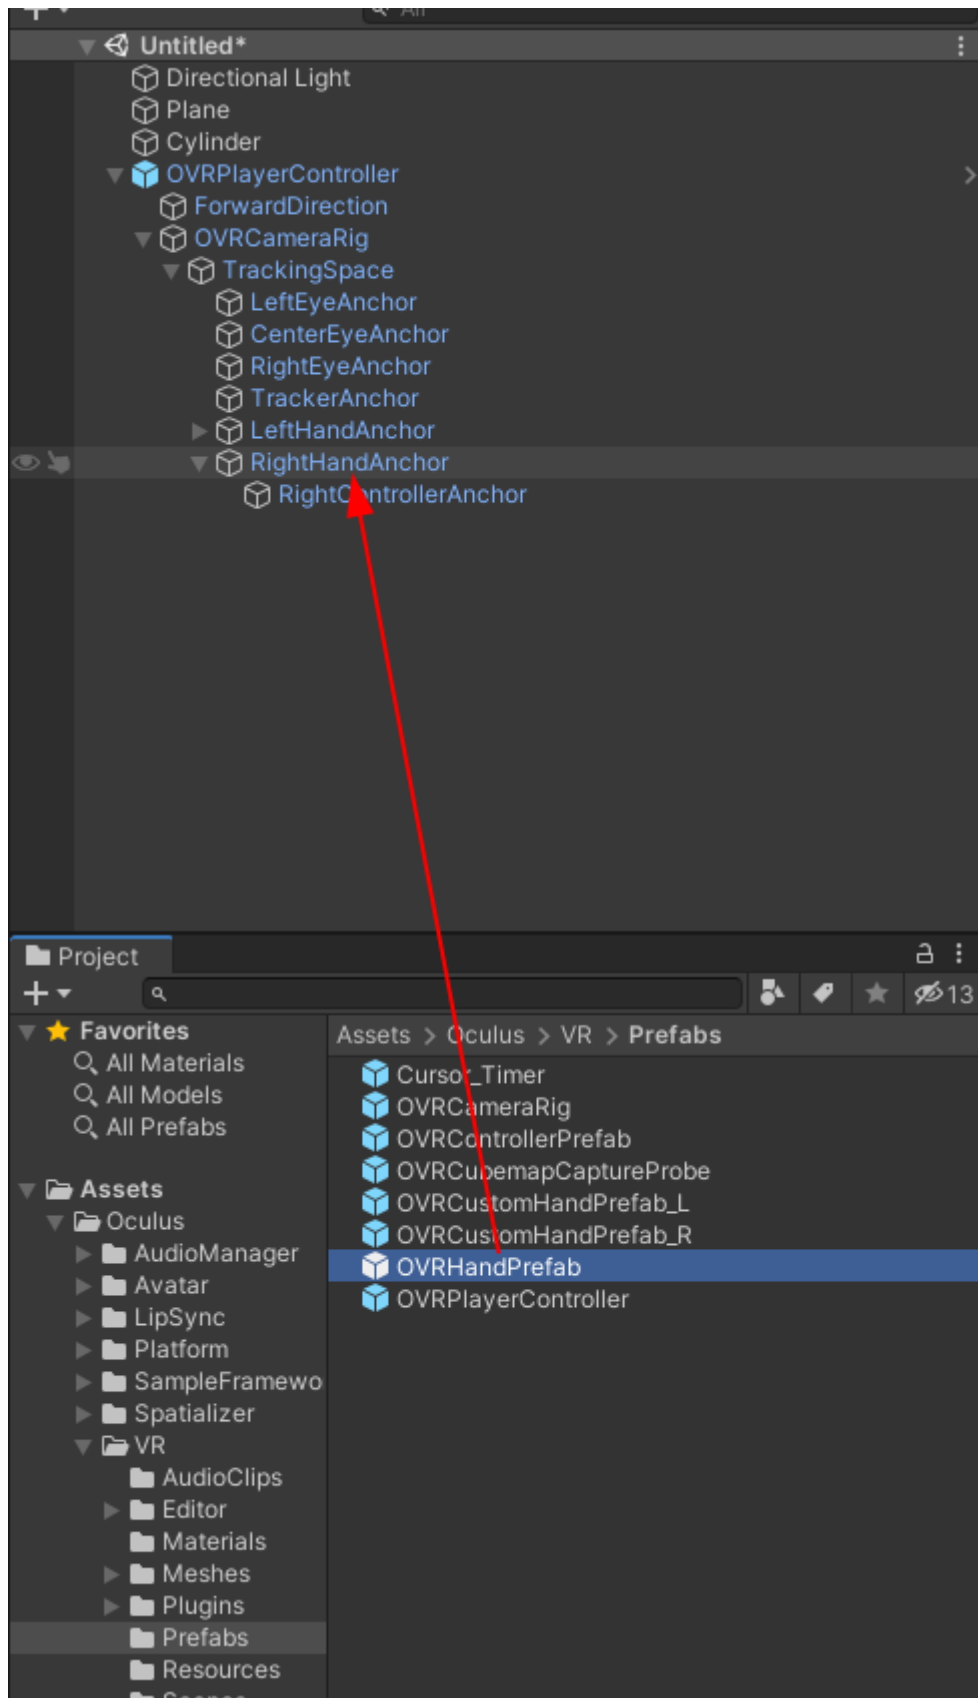 All
Untitled*
Directional Light
Plane
Cylinder
OVRPlayerController
ForwardDirection
OVRCameraRig
TrackingSpace
LeftEyeAnchor
CenterEyeAnchor
RightEyeAnchor
TrackerAnchor
LeftHandAnchor
RightHandAnchor
RightControllerAnchor
Project
13
Favorites
All Materials
All Models
All Prefabs
Assets
Oculus
AudioManager
Avatar
LipSync
Platform
SampleFramewo
Spatializer
VR
AudioClips
Editor
Materials
Meshes
Plugins
Prefabs
Resources
Scenes
Assets > Oculus > VR > Prefabs
Cursor_Timer
OVRCameraRig
OVRControllerPrefab
OVRCubemapCaptureProbe
OVRCustomHandPrefab_L
OVRCustomHandPrefab_R
OVRHandPrefab
OVRPlayerController